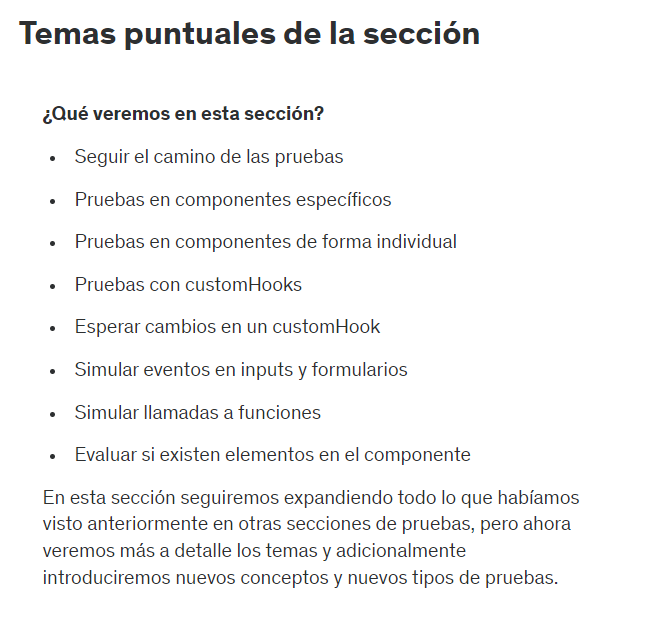 Temas puntuales de la sección
¿Qué veremos en esta sección?
• Seguir el camino de las pruebas
• Pruebas en componentes específicos
• Pruebas en componentes de forma individual
• Pruebas con customHooks
• Esperar cambios en un customHook
• Simular eventos en inputs y formularios
• Simular llamadas a funciones
• Evaluar si existen elementos en el componente
En esta sección seguiremos expandiendo todo lo que habíamos
visto anteriormente en otras secciones de pruebas, pero ahora
veremos más a detalle los temas y adicionalmente
introduciremos nuevos conceptos y nuevos tipos de pruebas.